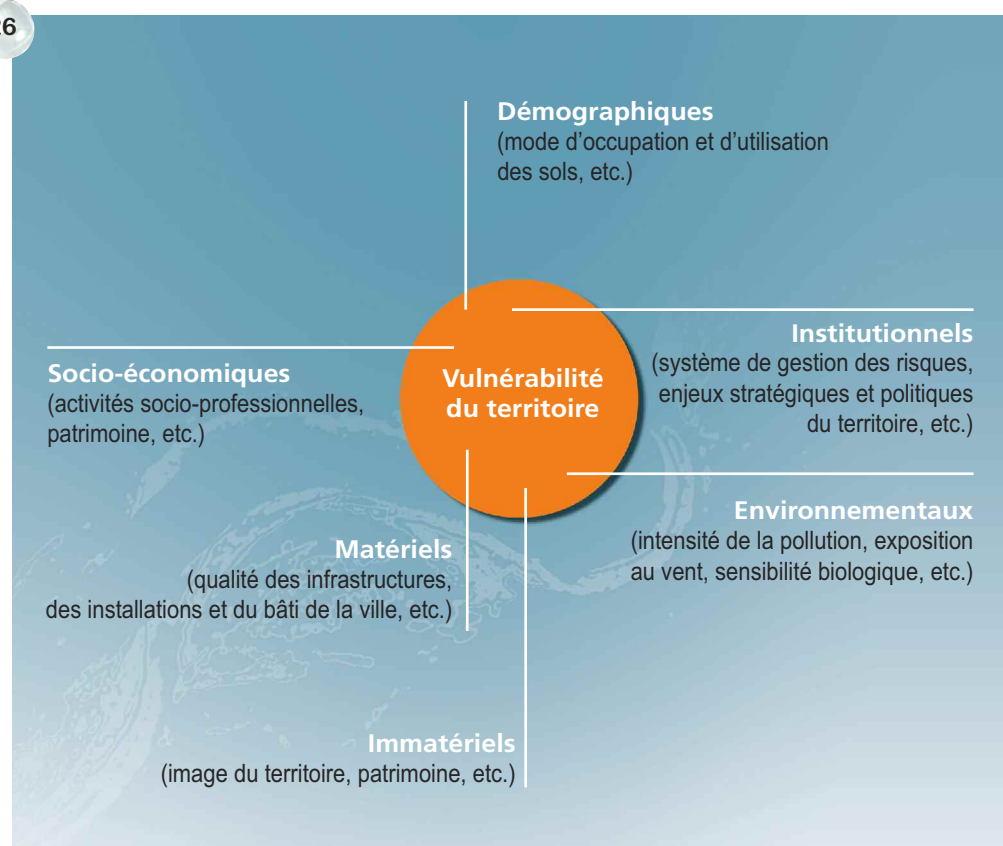 26
Démographiques
(mode d’occupation et d’utilisation
des sols, etc.)
Institutionnels
(système de gestion des risques,
enjeux stratégiques et politiques
du territoire, etc.)
Socio-économiques
(activités socio-professionnelles,
patrimoine, etc.)
Vulnérabilité
du territoire
Environnementaux
(intensité de la pollution, exposition
au vent, sensibilité biologique, etc.)
Matériels
(qualité des infrastructures,
des installations et du bâti de la ville, etc.)
Immatériels
(image du territoire, patrimoine, etc.)